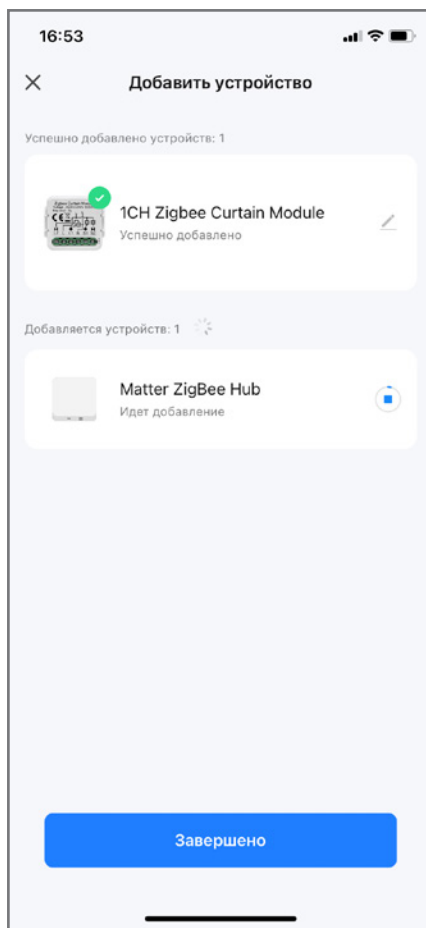 16:53
Добавить устройство
Успешно добавлено устройств: 1
1CH Zigbee Curtain Module
Успешно добавлено
Добавляется устройств: 1
Matter ZigBee Hub
Идет добавление
Завершено